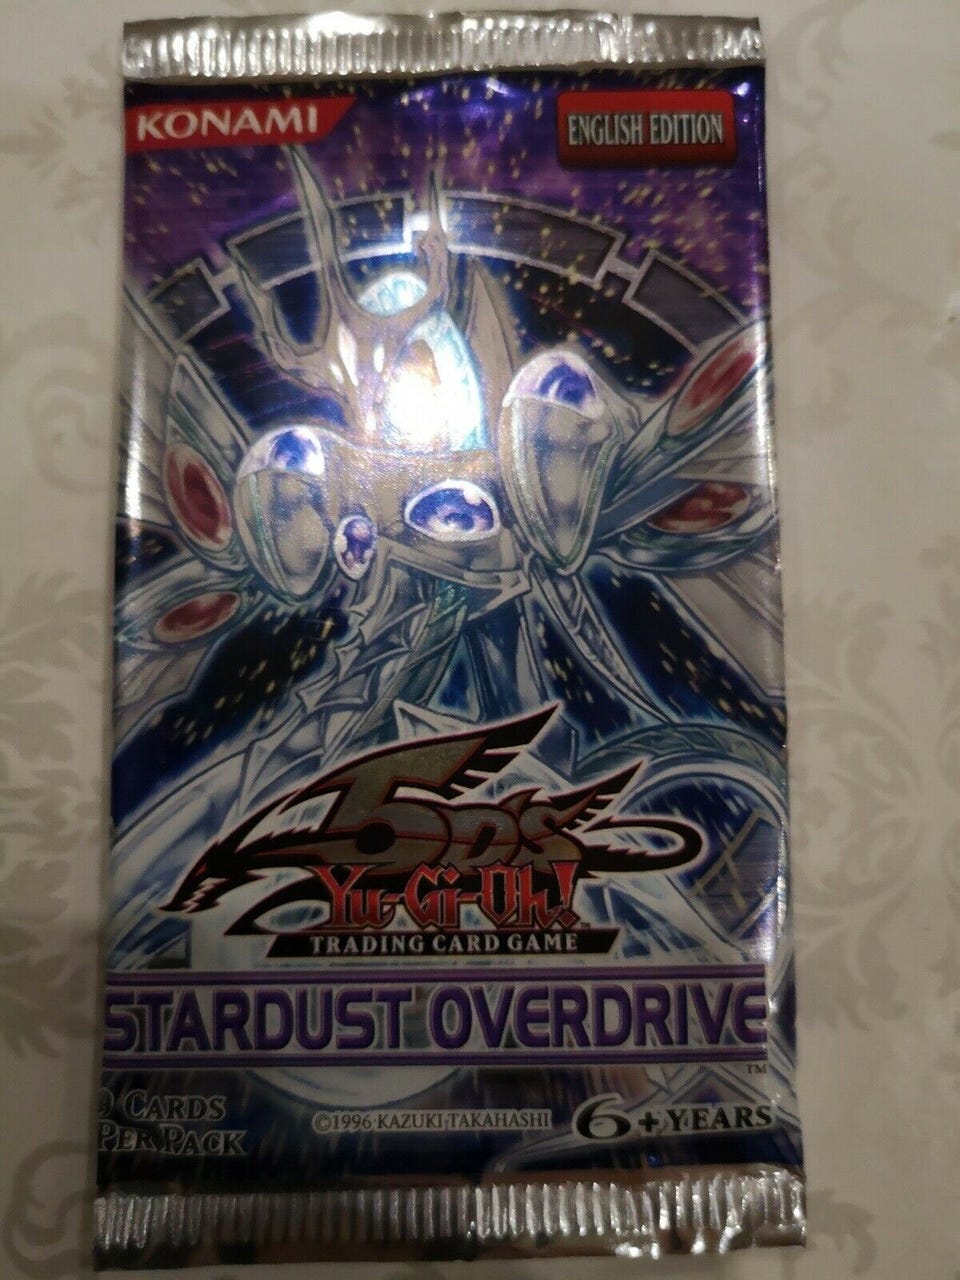 KONAMI
ENGLISH EDITION
5D's
Yu-Gi-Oh!
TRADING CARD GAME
STARDUST OVERDRIVE
TM
9 CARDS
PER PACK
©1996 KAZUKI TAKAHASHI
6+ YEARS